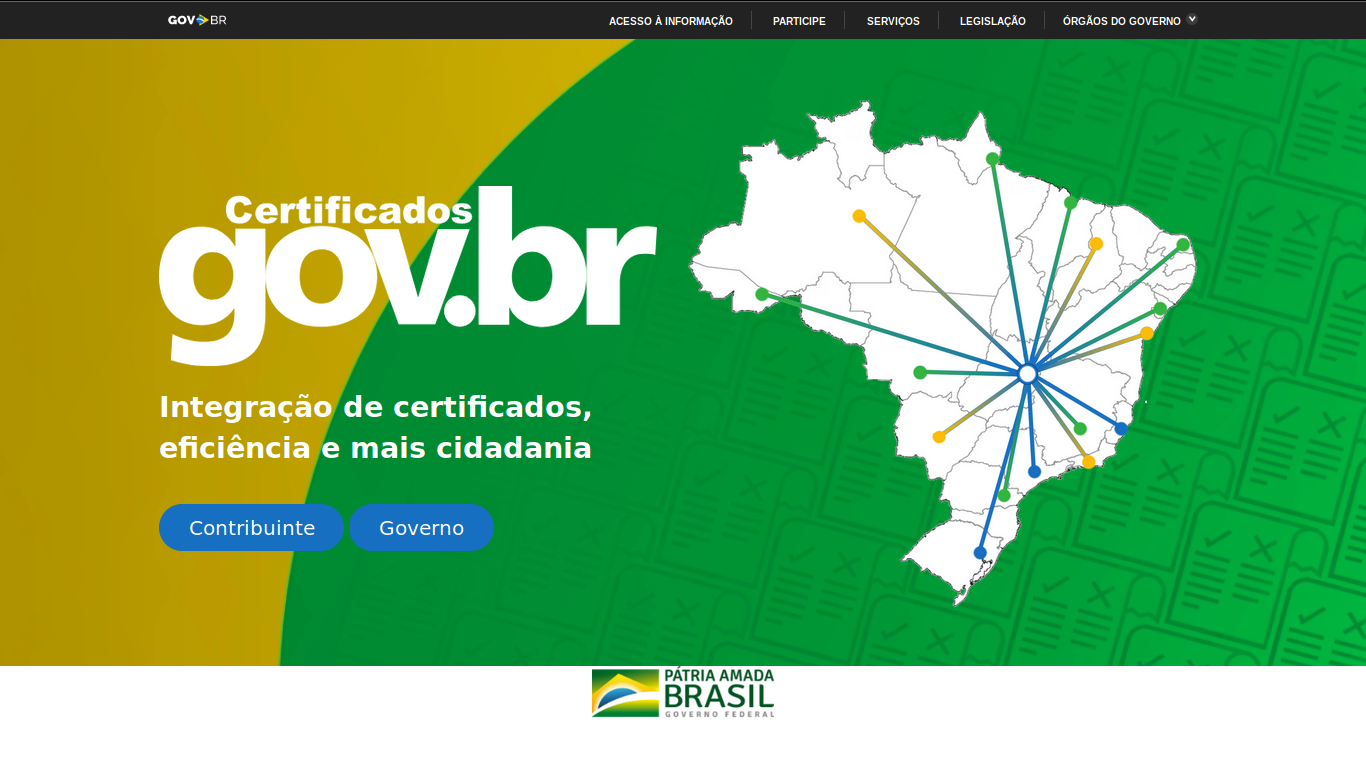 GOV BR
ACESSO À INFORMAÇÃO
PARTICIPE
SERVIÇOS
LEGISLAÇÃO
ÓRGÃOS DO GOVERNO
Certificados
gov.br
Integração de certificados,
eficiência e mais cidadania
Contribuinte
Governo
PÁTRIA AMADA
BRASIL
GOVERNO FEDERAL